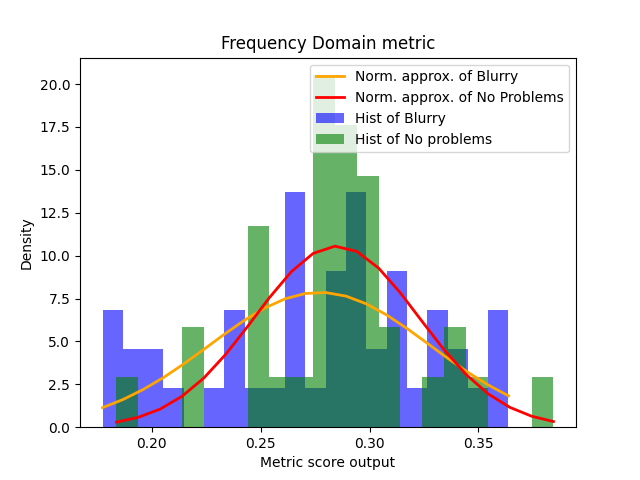 Frequency Domain metric
Norm. approx. of Blurry
Norm. approx. of No Problems
Hist of Blurry
Hist of No problems
Density
20.0
17.5
15.0
12.5
10.0
7.5
5.0
2.5
0.0
0.20 0.25 0.30 0.35
Metric score output